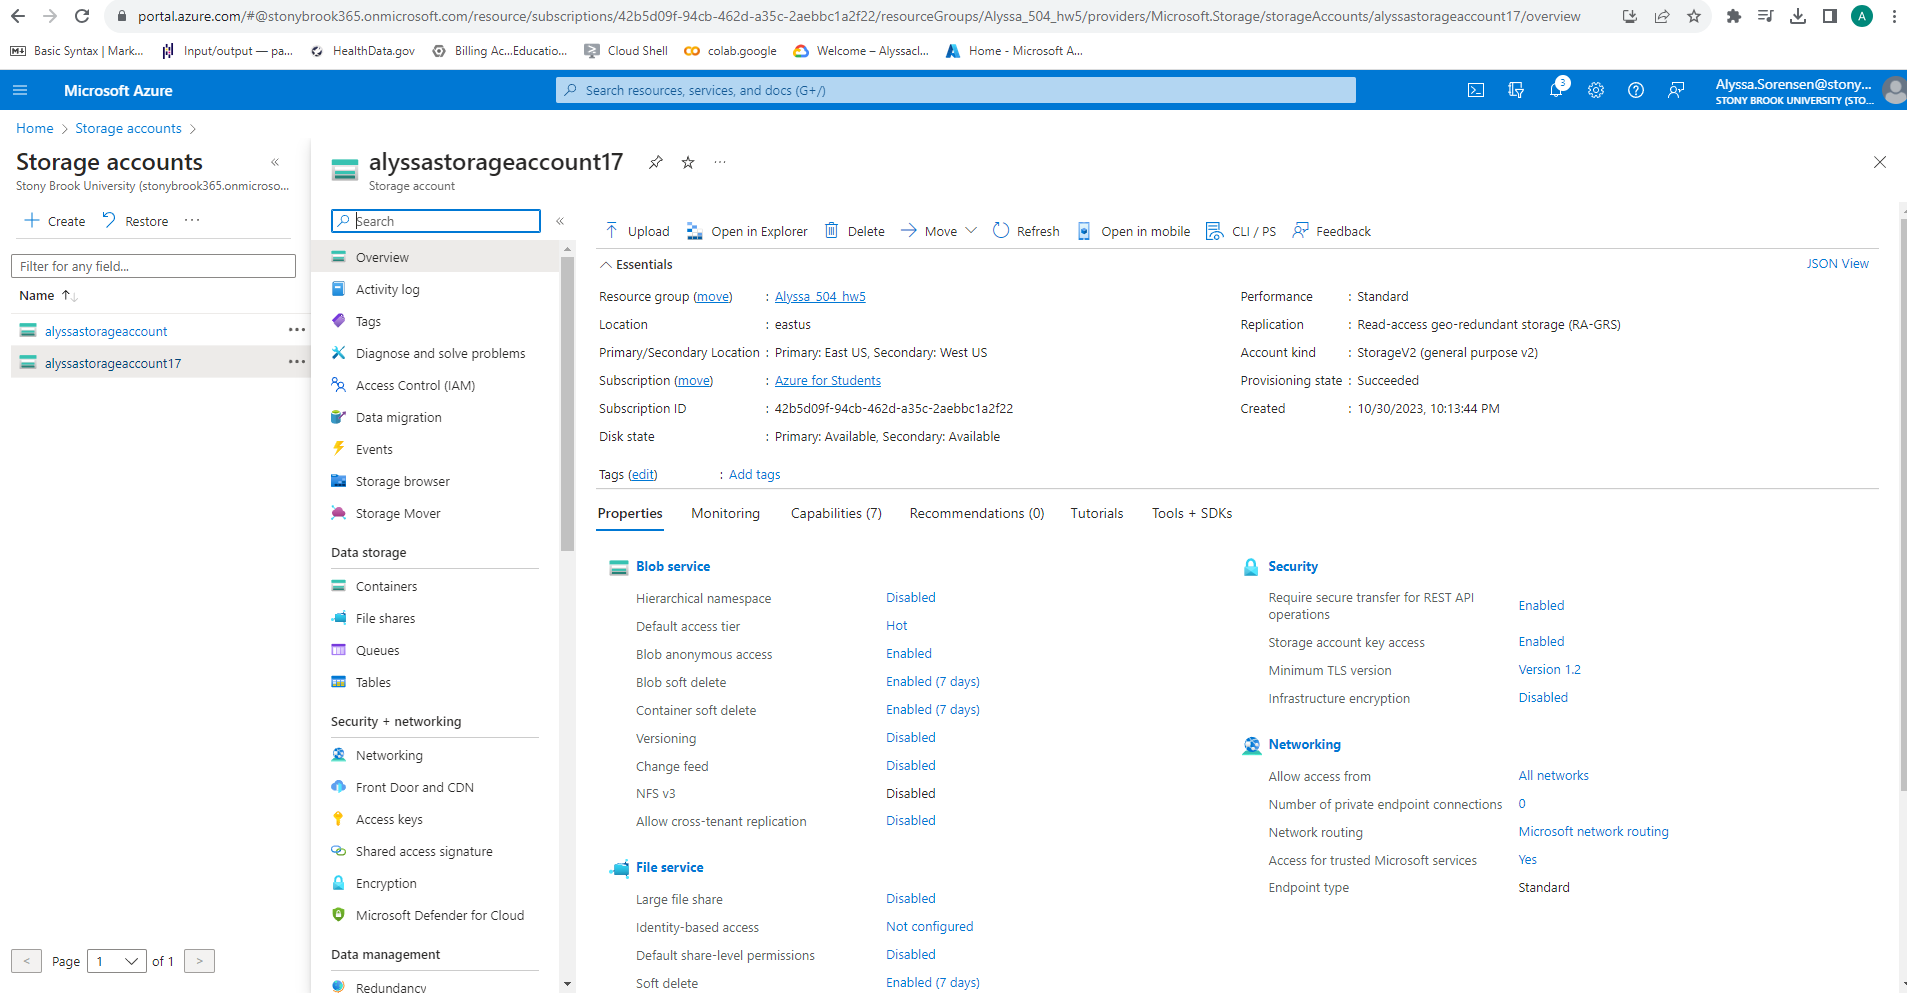 portal.azure.com/#@stonybrook365.onmicrosoft.com/resource/subscriptions/42b5d09f-94cb-462d-a35c-2aebbc1a2f22/resourceGroups/Alyssa_504_hw5/providers/Microsoft.Storage/storageAccounts/alyssastorageaccount17/overview
A
Basic Syntax | Mark... Input/output — pa... HealthData.gov Billing Ac...Educatio... Cloud Shell colab.google Welcome – Alyssacl... Home - Microsoft A...
Microsoft Azure
Search resources, services, and docs (G+/)
3
Alyssa.Sorensen@stony...
STONY BROOK UNIVERSITY (STO...
Home > Storage accounts >
Storage accounts «
Stony Brook University (stonybrook365.onmicroso...
+ Create Restore ...
Filter for any field...
Name ↑↓
alyssastorageaccount ...
alyssastorageaccount17 ...
< Page 1 of 1 >
alyssastorageaccount17 ...
Storage account
Search «
Overview
Activity log
Tags
Diagnose and solve problems
Access Control (IAM)
Data migration
Events
Storage browser
Storage Mover
Data storage
Containers
File shares
Queues
Tables
Security + networking
Networking
Front Door and CDN
Access keys
Shared access signature
Encryption
Microsoft Defender for Cloud
Data management
Redundancy
Upload Open in Explorer Delete Move Refresh Open in mobile CLI / PS Feedback
Essentials
JSON View
Resource group (move) : Alyssa_504_hw5
Location : eastus
Primary/Secondary Location : Primary: East US, Secondary: West US
Subscription (move) : Azure for Students
Subscription ID : 42b5d09f-94cb-462d-a35c-2aebbc1a2f22
Disk state : Primary: Available, Secondary: Available
Performance : Standard
Replication : Read-access geo-redundant storage (RA-GRS)
Account kind : StorageV2 (general purpose v2)
Provisioning state : Succeeded
Created : 10/30/2023, 10:13:44 PM
Tags (edit) : Add tags
Properties Monitoring Capabilities (7) Recommendations (0) Tutorials Tools + SDKs
Blob service
Hierarchical namespace Disabled
Default access tier Hot
Blob anonymous access Enabled
Blob soft delete Enabled (7 days)
Container soft delete Enabled (7 days)
Versioning Disabled
Change feed Disabled
NFS v3 Disabled
Allow cross-tenant replication Disabled
File service
Large file share Disabled
Identity-based access Not configured
Default share-level permissions Disabled
Soft delete Enabled (7 days)
Security
Require secure transfer for REST API
operations Enabled
Storage account key access Enabled
Minimum TLS version Version 1.2
Infrastructure encryption Disabled
Networking
Allow access from All networks
Number of private endpoint connections 0
Network routing Microsoft network routing
Access for trusted Microsoft services Yes
Endpoint type Standard